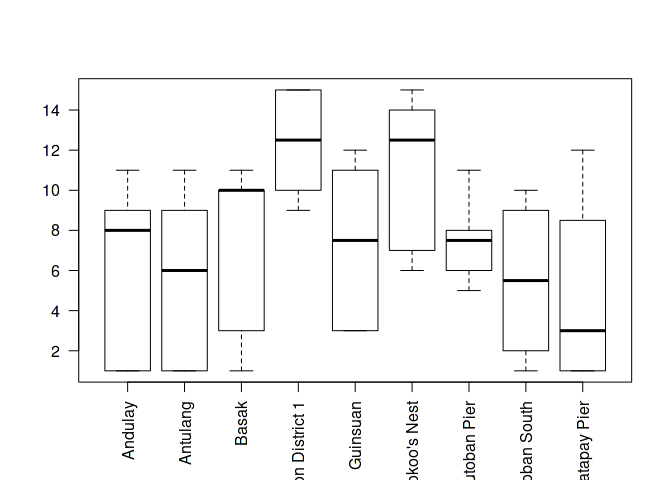 14
12
10
8
6
4
2
Andulay
Antulang
Basak
on District 1
Guinsuan
okoo's Nest
utoban Pier
oban South
atapay Pier